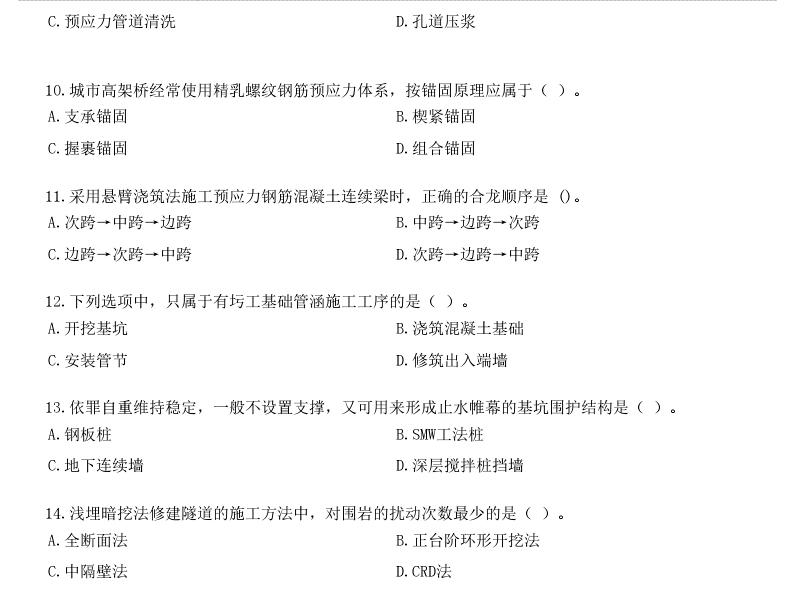 C.预应力管道清洗 D.孔道压浆
10.城市高架桥经常使用精乳螺纹钢筋预应力体系，按锚固原理应属于（ ）。
A.支承锚固 B.楔紧锚固
C.握裹锚固 D.组合锚固
11.采用悬臂浇筑法施工预应力钢筋混凝土连续梁时，正确的合龙顺序是 ()。
A.次跨→中跨→边跨 B.中跨→边跨→次跨
C.边跨→次跨→中跨 D.次跨→边跨→中跨
12.下列选项中，只属于有圬工基础管涵施工工序的是（ ）。
A.开挖基坑 B.浇筑混凝土基础
C.安装管节 D.修筑出入端墙
13.依罪自重维持稳定，一般不设置支撑，又可用来形成止水帷幕的基坑围护结构是（ ）。
A.钢板桩 B.SMW工法桩
C.地下连续墙 D.深层搅拌桩挡墙
14.浅埋暗挖法修建隧道的施工方法中，对围岩的扰动次数最少的是（ ）。
A.全断面法 B.正台阶环形开挖法
C.中隔壁法 D.CRD法